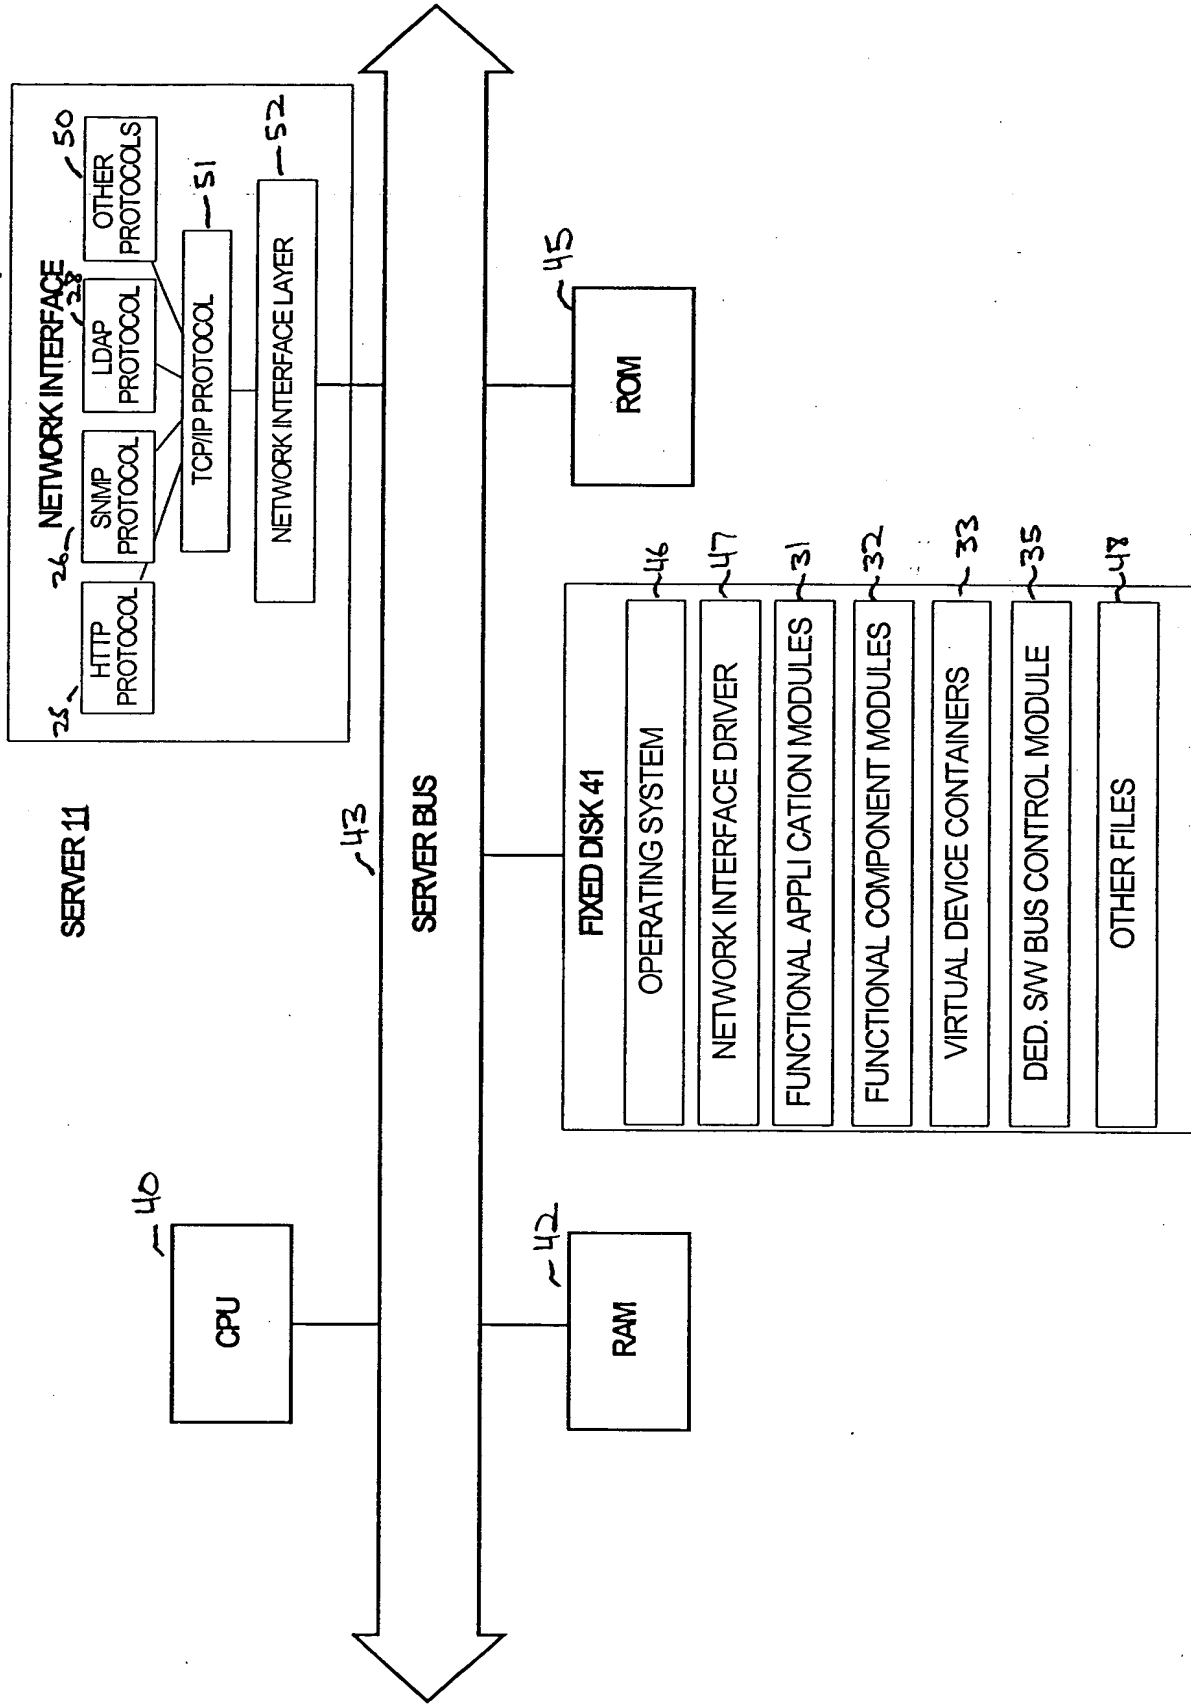 SERVER 11
NETWORK INTERFACE
25
HTTP
PROTOCOL
26
SNMP
PROTOCOL
28
LDAP
PROTOCOL
50
OTHER
PROTOCOLS
TCP/IP PROTOCOL
51
NETWORK INTERFACE LAYER
52
CPU
40
43
SERVER BUS
RAM
42
FIXED DISK 41
OPERATING SYSTEM
46
NETWORK INTERFACE DRIVER
47
FUNCTIONAL APPLI CATION MODULES
31
FUNCTIONAL COMPONENT MODULES
32
VIRTUAL DEVICE CONTAINERS
33
DED. S/W BUS CONTROL MODULE
35
OTHER FILES
48
ROM
45